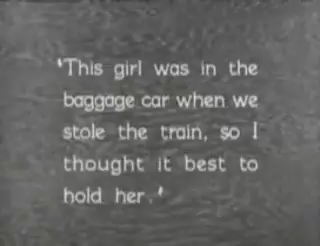 'This girl was in the
baggage car when we
stole the train, so I
thought it best to
hold her.'